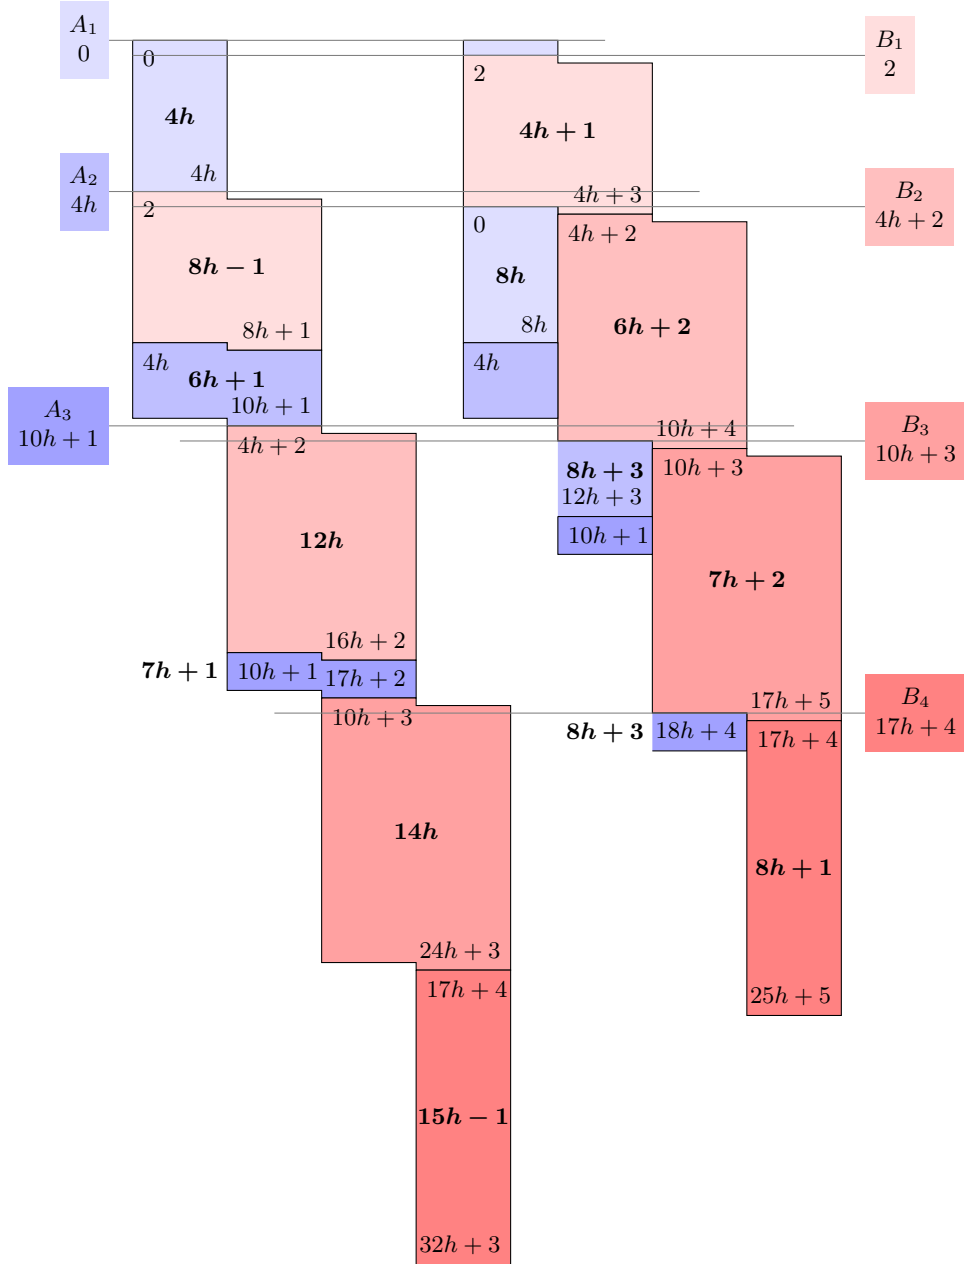 A₁
0
0
4h
4h
2
B₁
2
4h + 1
4h + 3
A₂
4h
2
8h − 1
8h + 1
0
8h
8h
4h + 2
6h + 2
10h + 4
B₂
4h + 2
4h
6h + 1
10h + 1
4h
A₃
10h + 1
4h + 2
12h
16h + 2
8h + 3
12h + 3
10h + 1
10h + 3
7h + 2
17h + 5
B₃
10h + 3
7h + 1
10h + 1
17h + 2
10h + 3
14h
24h + 3
8h + 3
18h + 4
17h + 4
8h + 1
25h + 5
B₄
17h + 4
17h + 4
15h − 1
32h + 3